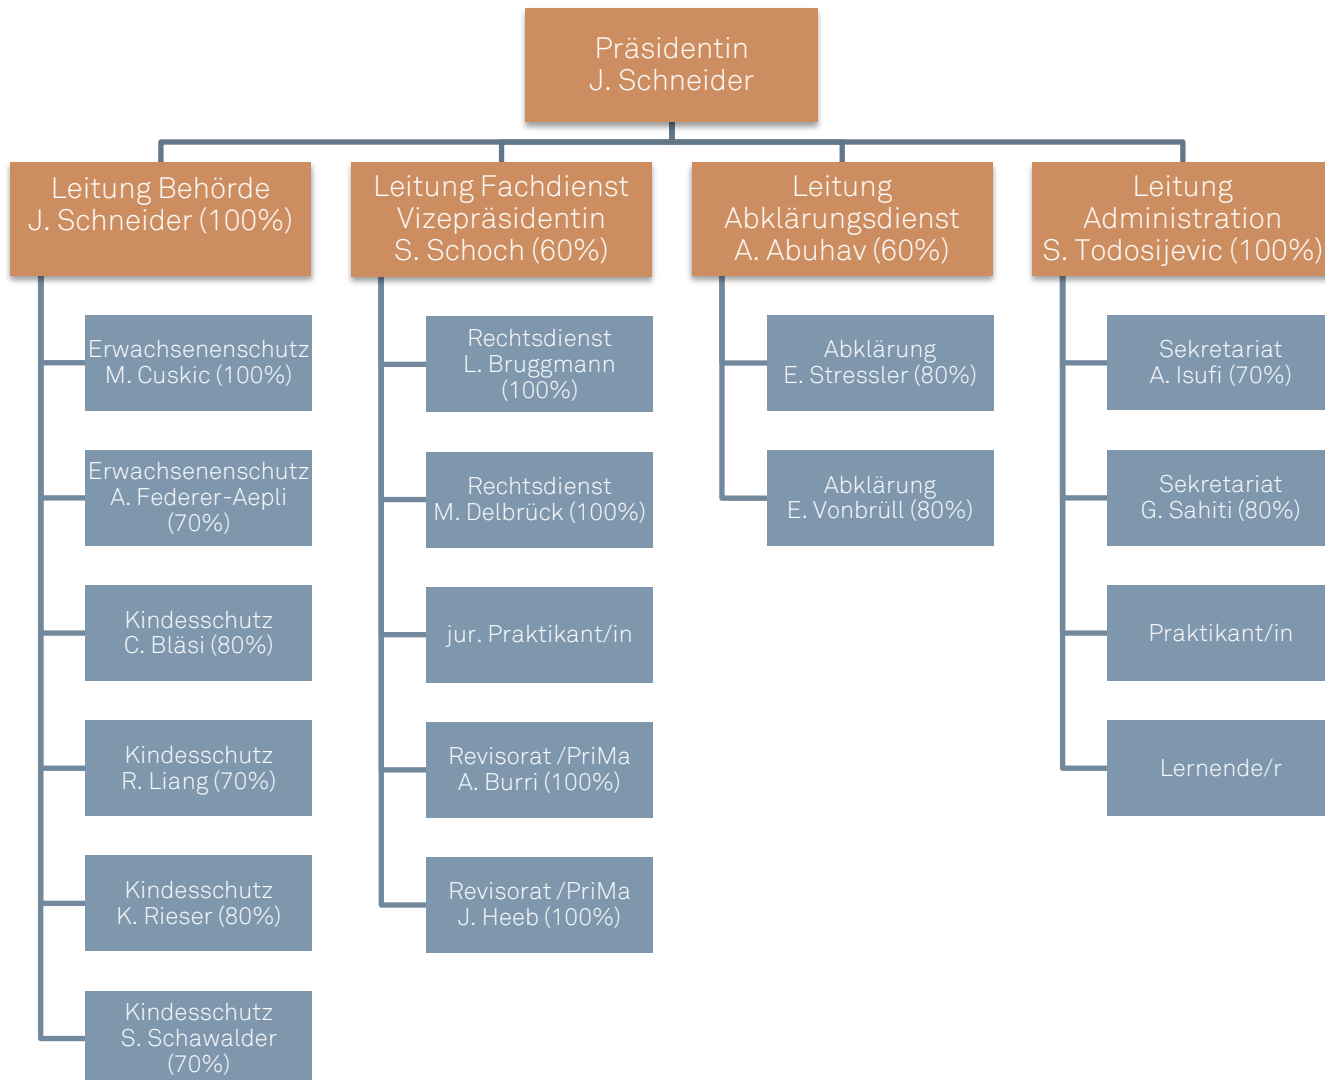 Präsidentin
J. Schneider
Leitung Behörde
J. Schneider (100%)
Leitung Fachdienst
Vizepräsidentin
S. Schoch (60%)
Leitung
Abklärungsdienst
A. Abuhav (60%)
Leitung
Administration
S. Todosijevic (100%)
Erwachsenenschutz
M. Cuskic (100%)
Erwachsenenschutz
A. Federer-Aepli
(70%)
Kindesschutz
C. Bläsi (80%)
Kindesschutz
R. Liang (70%)
Kindesschutz
K. Rieser (80%)
Kindesschutz
S. Schawalder
(70%)
Rechtsdienst
L. Bruggmann
(100%)
Rechtsdienst
M. Delbrück (100%)
jur. Praktikant/in
Revisorat /PriMa
A. Burri (100%)
Revisorat /PriMa
J. Heeb (100%)
Abklärung
E. Stressler (80%)
Abklärung
E. Vonbrüll (80%)
Sekretariat
A. Isufi (70%)
Sekretariat
G. Sahiti (80%)
Praktikant/in
Lernende/r